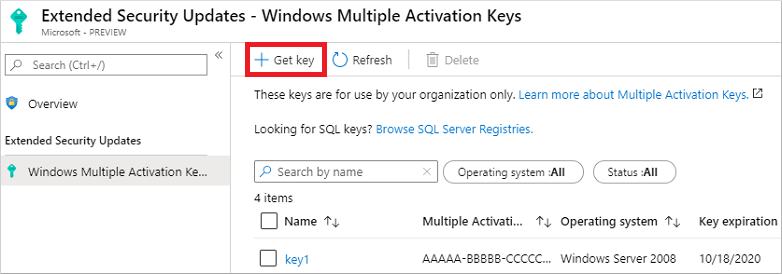 Extended Security Updates - Windows Multiple Activation Keys
Microsoft - PREVIEW
Search (Ctrl+/)
«
Overview
Extended Security Updates
Windows Multiple Activation Ke...
+ Get key
Refresh
Delete
These keys are for use by your organization only. Learn more about Multiple Activation Keys.
Looking for SQL keys? Browse SQL Server Registries.
Search by name
Operating system :All
Status :All
4 items
Name ↑↓ Multiple Activati... ↑↓ Operating system ↑↓ Key expiration
key1 AAAAA-BBBBB-CCCCC... Windows Server 2008 10/18/2020